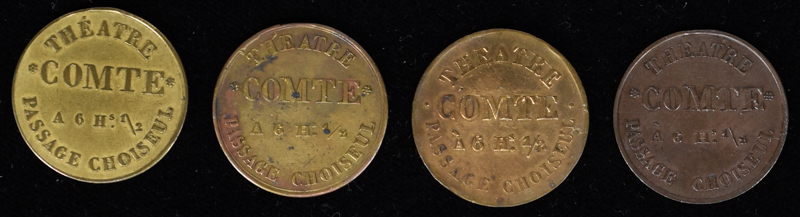 THÉATRE
* COMTE *
A 6 Hˢ. 1/2
PASSAGE CHOISEUL
THÉATRE
* COMTE *
A 6 H. 1/2
PASSAGE CHOISEUL
THÉATRE
COMTE
À 6 H. 1/2
· PASSAGE CHOISEUL ·
THÉATRE
* COMTE *
A 6 H. 1/2
PASSAGE CHOISEUL